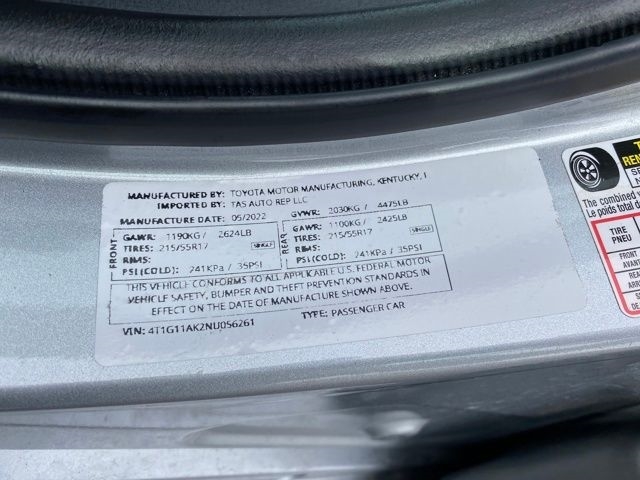 MANUFACTURED BY: TOYOTA MOTOR MANUFACTURING, KENTUCKY, I
IMPORTED BY: TAS AUTO REP LLC
MANUFACTURE DATE: 05/2022 GVWR: 2030KG / 4475LB
FRONT
GAWR: 1190KG / 2624LB
TIRES: 215/55R17 SINGLE
RIMS:
PSI(COLD): 241KPa / 35PSI
REAR
GAWR: 1100KG / 2425LB
TIRES: 215/55R17 SINGLE
RIMS:
PSI(COLD): 241KPa / 35PSI
THIS VEHICLE CONFORMS TO ALL APPLICABLE U.S. FEDERAL MOTOR
VEHICLE SAFETY, BUMPER AND THEFT PREVENTION STANDARDS IN
EFFECT ON THE DATE OF MANUFACTURE SHOWN ABOVE.
VIN: 4T1G11AK2NU056261 TYPE: PASSENGER CAR
The combined
Le poids total d
TIRE
PNEU
FRONT
AVANT